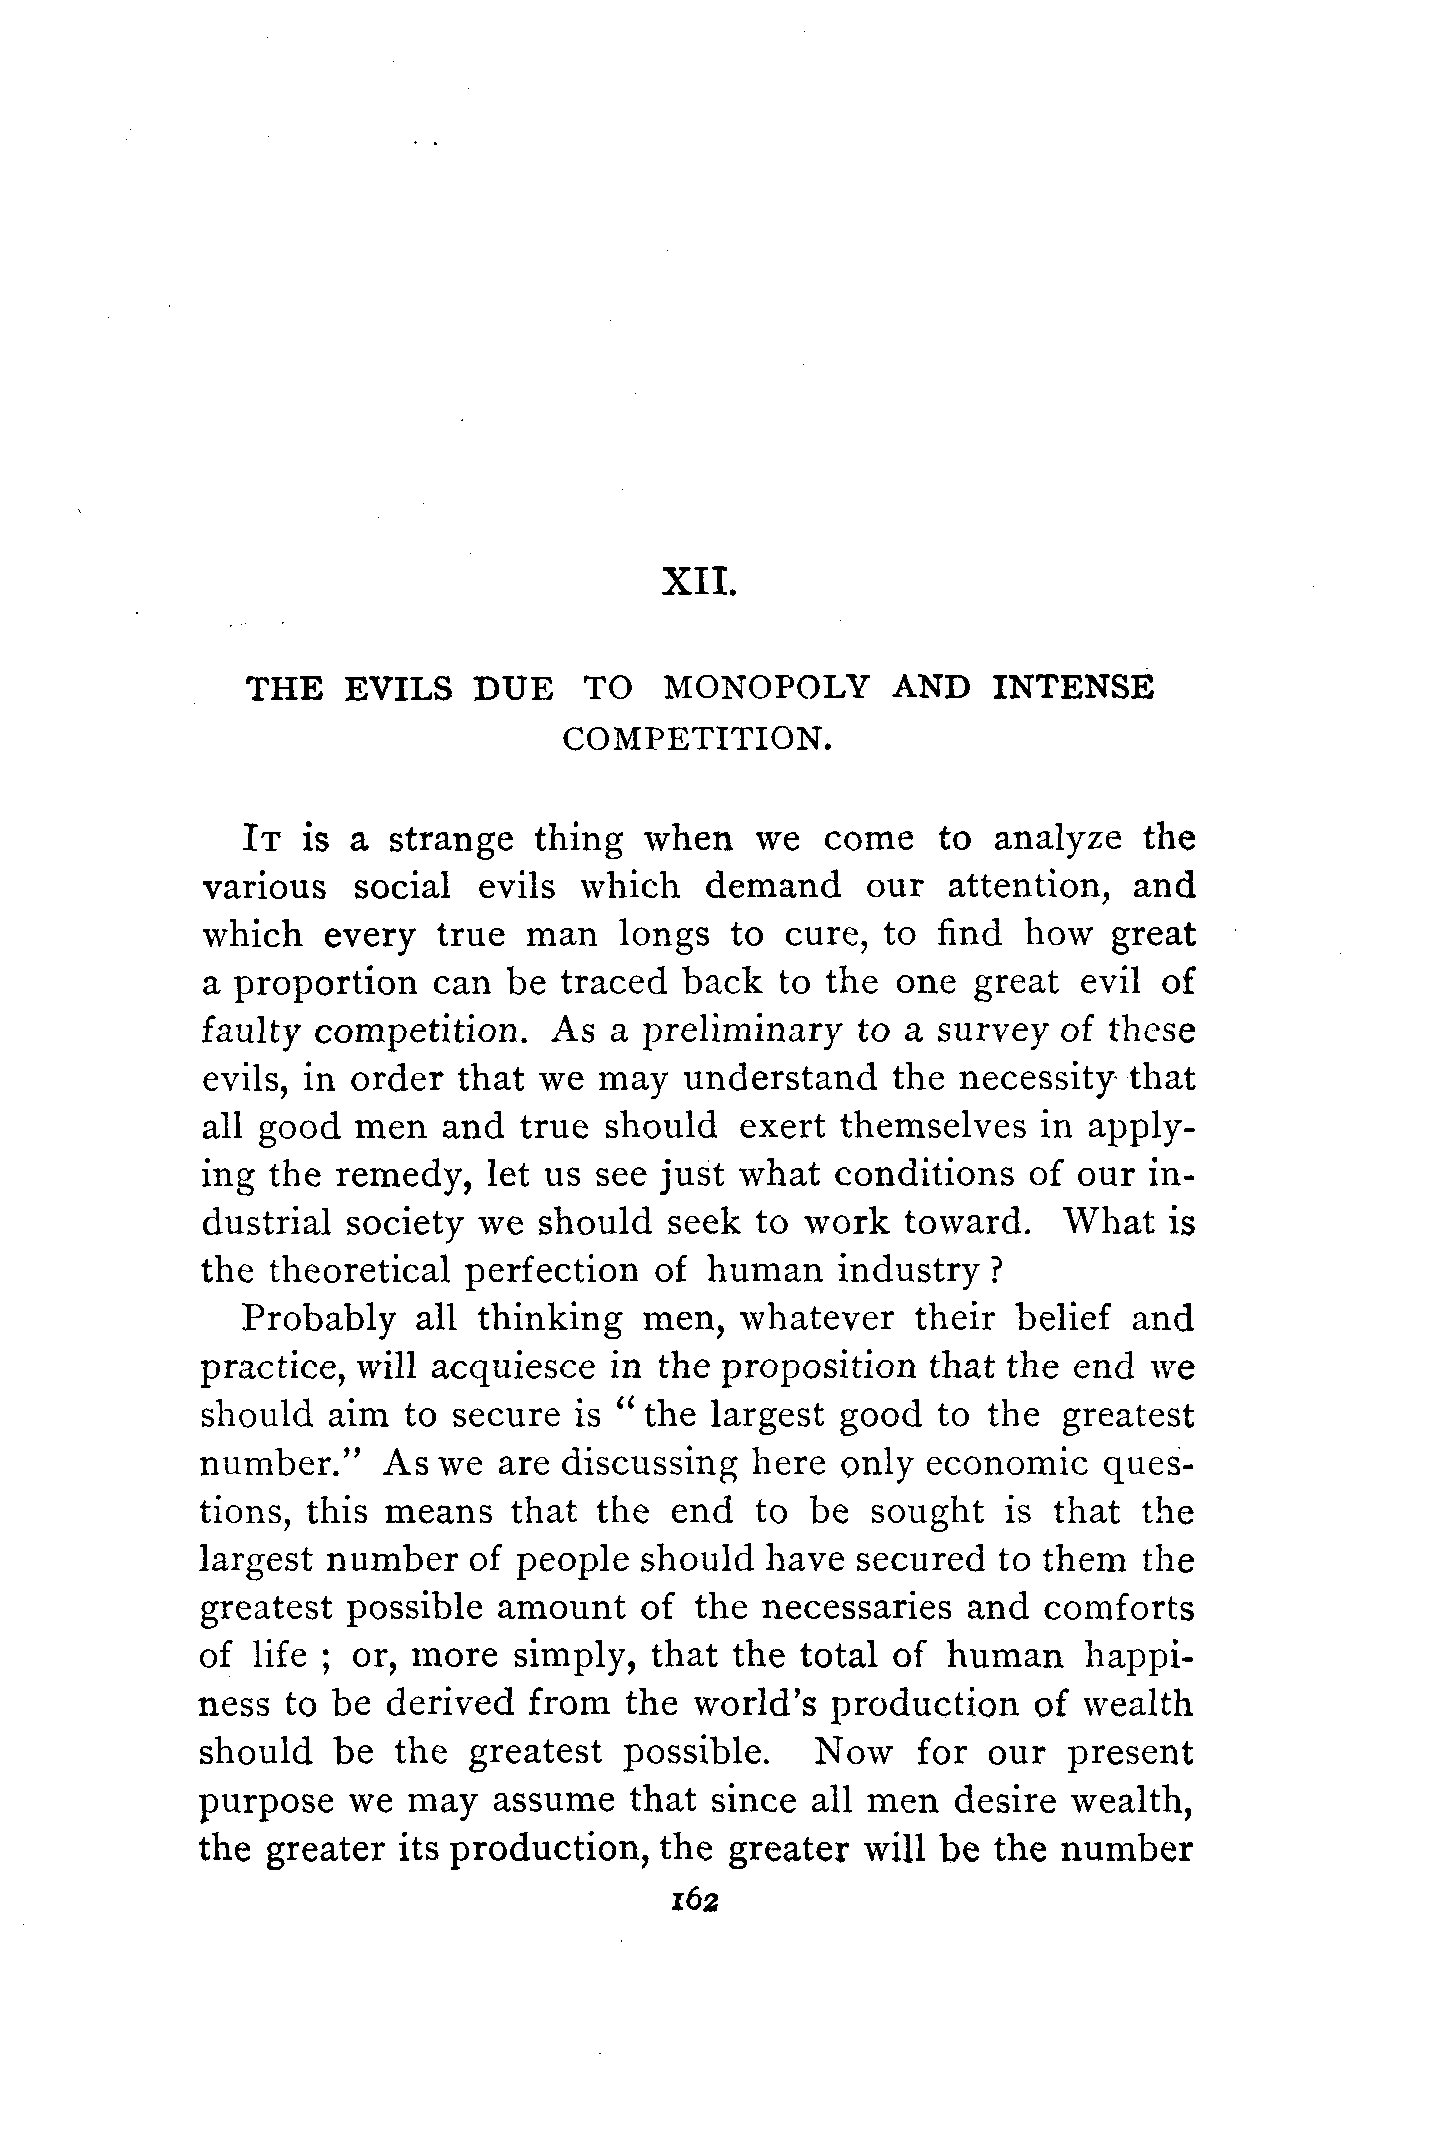 XII.
THE EVILS DUE TO MONOPOLY AND INTENSE
COMPETITION.
IT is a strange thing when we come to analyze the
various social evils which demand our attention, and
which every true man longs to cure, to find how great
a proportion can be traced back to the one great evil of
faulty competition. As a preliminary to a survey of these
evils, in order that we may understand the necessity that
all good men and true should exert themselves in apply-
ing the remedy, let us see just what conditions of our in-
dustrial society we should seek to work toward. What is
the theoretical perfection of human industry ?
Probably all thinking men, whatever their belief and
practice, will acquiesce in the proposition that the end we
should aim to secure is “ the largest good to the greatest
number.” As we are discussing here only economic ques-
tions, this means that the end to be sought is that the
largest number of people should have secured to them the
greatest possible amount of the necessaries and comforts
of life ; or, more simply, that the total of human happi-
ness to be derived from the world's production of wealth
should be the greatest possible. Now for our present
purpose we may assume that since all men desire wealth,
the greater its production, the greater will be the number
162